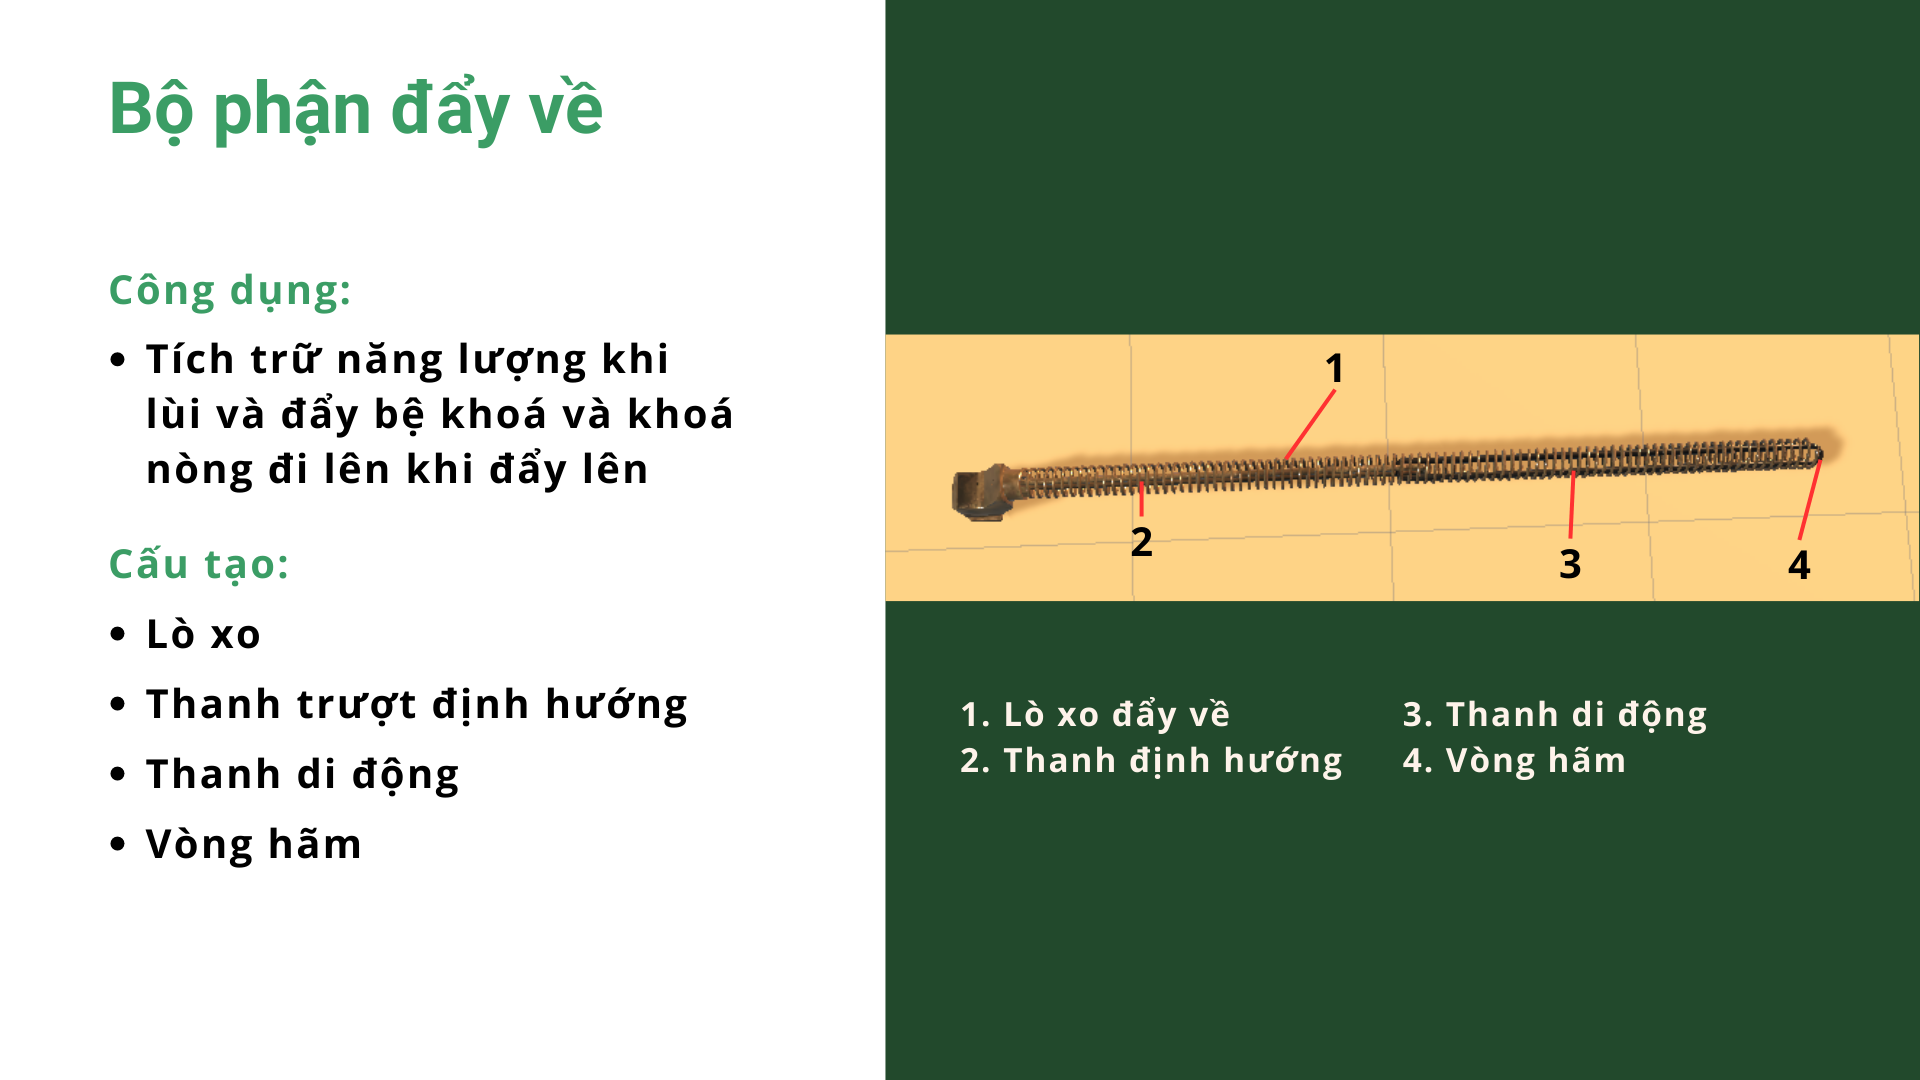 Bộ phận đẩy về
Công dụng:
• Tích trữ năng lượng khi
lùi và đẩy bệ khoá và khoá
nòng đi lên khi đẩy lên
Cấu tạo:
• Lò xo
• Thanh trượt định hướng
• Thanh di động
• Vòng hãm
1
2
3
4
1. Lò xo đẩy về
2. Thanh định hướng
3. Thanh di động
4. Vòng hãm